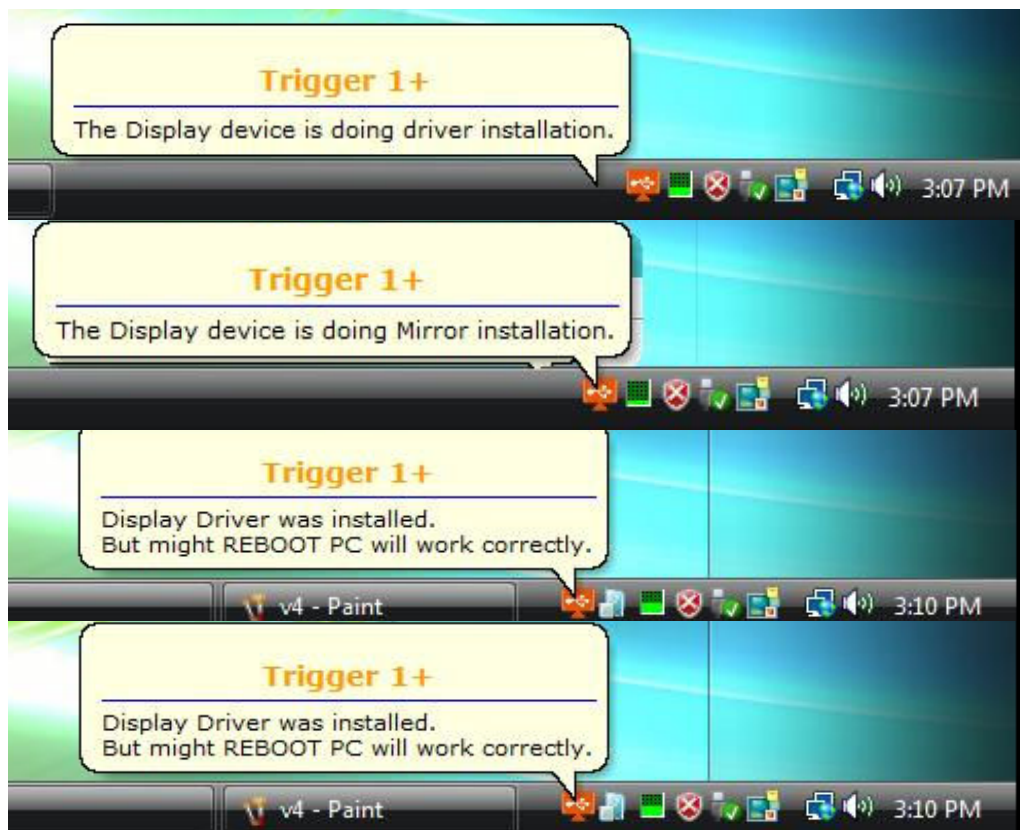 Trigger 1+
The Display device is doing driver installation.
3:07 PM
Trigger 1+
The Display device is doing Mirror installation.
3:07 PM
Trigger 1+
Display Driver was installed.
But might REBOOT PC will work correctly.
v4 - Paint
3:10 PM
Trigger 1+
Display Driver was installed.
But might REBOOT PC will work correctly.
v4 - Paint
3:10 PM